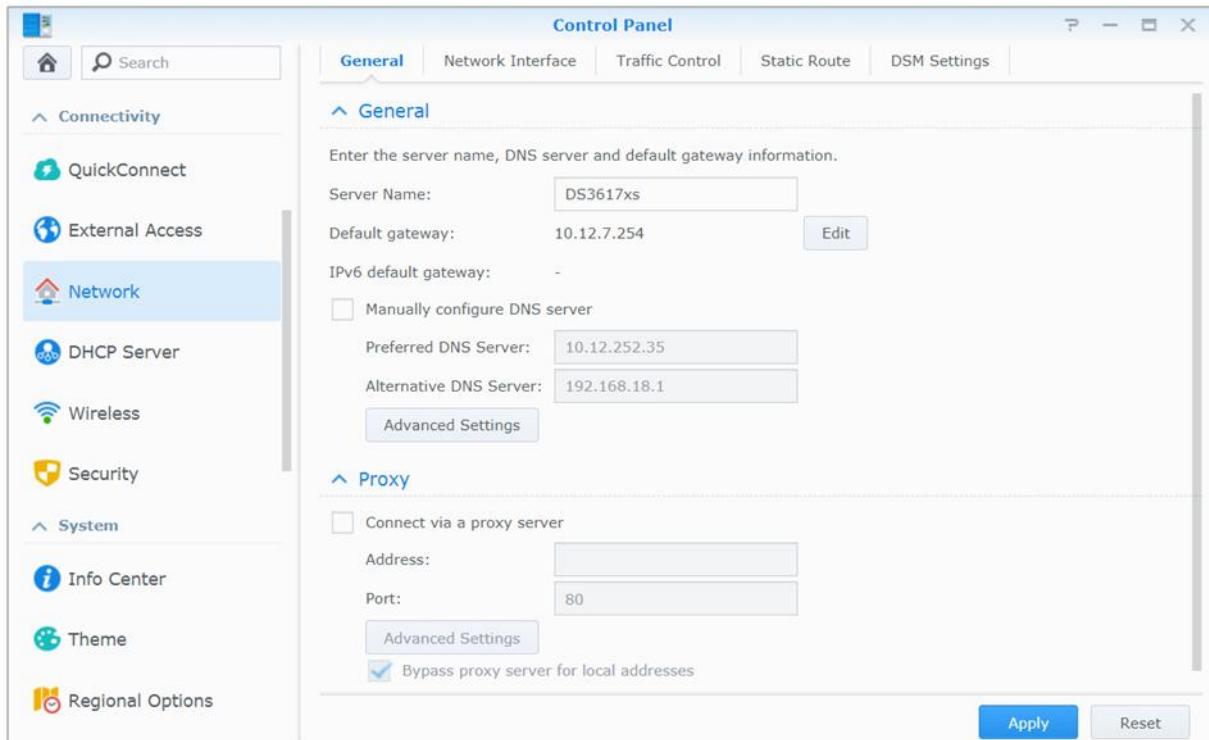 Control Panel
Search
Connectivity
QuickConnect
External Access
Network
DHCP Server
Wireless
Security
System
Info Center
Theme
Regional Options
General Network Interface Traffic Control Static Route DSM Settings
General
Enter the server name, DNS server and default gateway information.
Server Name: DS3617xs
Default gateway: 10.12.7.254 Edit
IPv6 default gateway: -
Manually configure DNS server
Preferred DNS Server: 10.12.252.35
Alternative DNS Server: 192.168.18.1
Advanced Settings
Proxy
Connect via a proxy server
Address:
Port: 80
Advanced Settings
Bypass proxy server for local addresses
Apply Reset